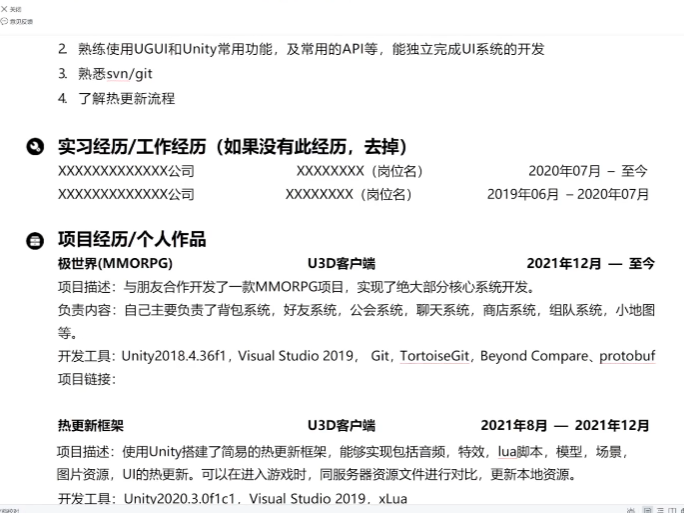 关闭
意见反馈
2. 熟练使用UGUI和Unity常用功能，及常用的API等，能独立完成UI系统的开发
3. 熟悉svn/git
4. 了解热更新流程
实习经历/工作经历（如果没有此经历，去掉）
XXXXXXXXXXXXX公司 XXXXXXXX（岗位名） 2020年07月 – 至今
XXXXXXXXXXXXX公司 XXXXXXXX（岗位名） 2019年06月 – 2020年07月
项目经历/个人作品
极世界(MMORPG) U3D客户端 2021年12月 — 至今
项目描述：与朋友合作开发了一款MMORPG项目，实现了绝大部分核心系统开发。
负责内容：自己主要负责了背包系统，好友系统，公会系统，聊天系统，商店系统，组队系统，小地图
等。
开发工具：Unity2018.4.36f1，Visual Studio 2019， Git，TortoiseGit，Beyond Compare、protobuf
项目链接：
热更新框架 U3D客户端 2021年8月 — 2021年12月
项目描述：使用Unity搭建了简易的热更新框架，能够实现包括音频，特效，lua脚本，模型，场景，
图片资源，UI的热更新。可以在进入游戏时，同服务器资源文件进行对比，更新本地资源。
开发工具：Unity2020.3.0f1c1，Visual Studio 2019，xLua